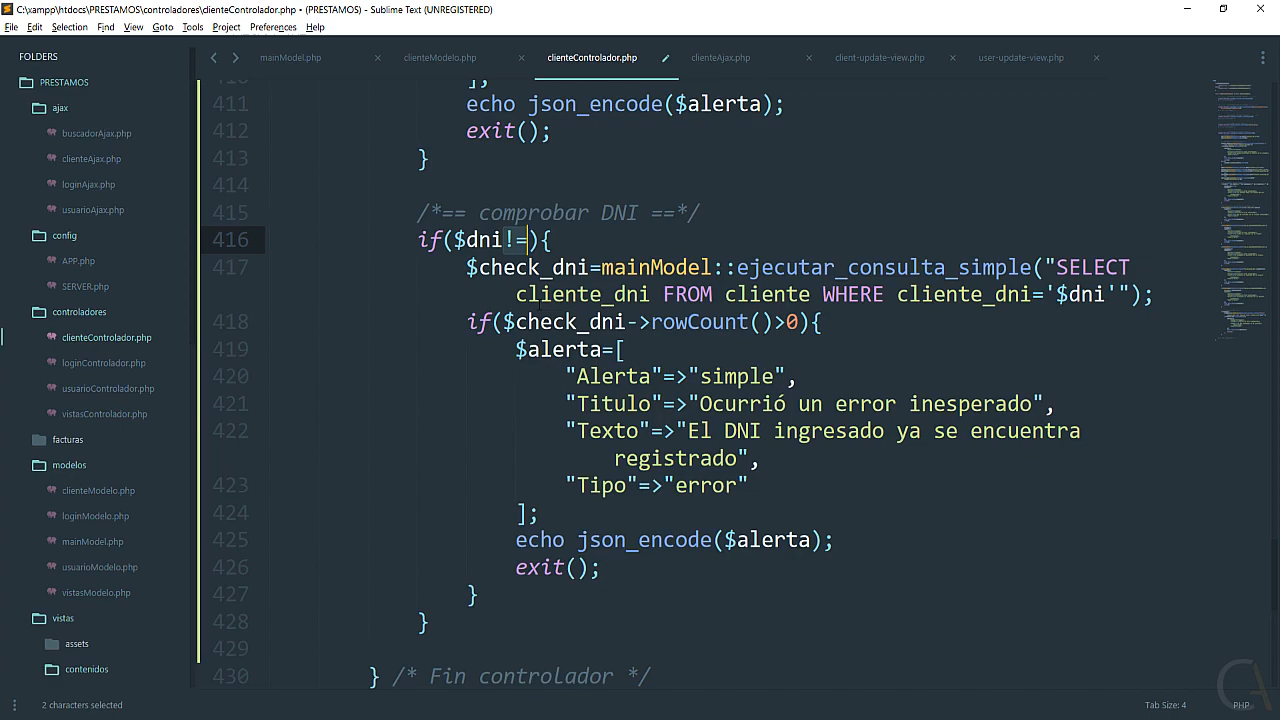 C:\xampp\htdocs\PRESTAMOS\controladores\clienteControlador.php • (PRESTAMOS) - Sublime Text (UNREGISTERED)
File Edit Selection Find View Goto Tools Project Preferences Help
FOLDERS
PRESTAMOS
ajax
buscadorAjax.php
clienteAjax.php
loginAjax.php
usuarioAjax.php
config
APP.php
SERVER.php
controladores
clienteControlador.php
loginControlador.php
usuarioControlador.php
vistasControlador.php
facturas
modelos
clienteModelo.php
loginModelo.php
mainModel.php
usuarioModelo.php
vistasModelo.php
vistas
assets
contenidos
mainModel.php clienteModelo.php clienteControlador.php clienteAjax.php client-update-view.php user-update-view.php
410 ];
411 echo json_encode($alerta);
412 exit();
413 }
414
415 /*== comprobar DNI ==*/
416 if($dni!=){
417 $check_dni=mainModel::ejecutar_consulta_simple("SELECT
cliente_dni FROM cliente WHERE cliente_dni='$dni'");
418 if($check_dni->rowCount()>0){
419 $alerta=[
420 "Alerta"=>"simple",
421 "Titulo"=>"Ocurrió un error inesperado",
422 "Texto"=>"El DNI ingresado ya se encuentra
registrado",
423 "Tipo"=>"error"
424 ];
425 echo json_encode($alerta);
426 exit();
427 }
428 }
429
430 } /* Fin controlador */
2 characters selected Tab Size: 4 PHP